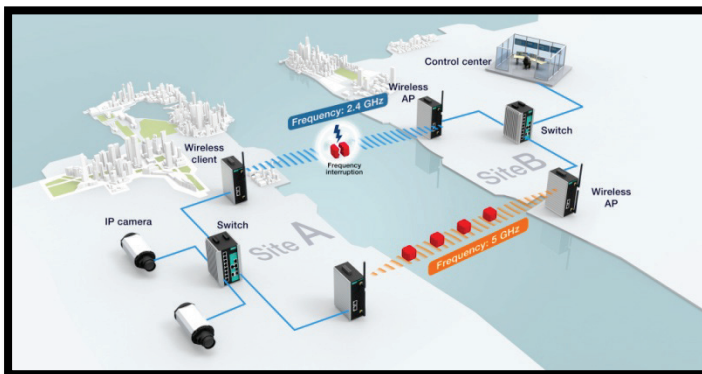 Control center
Wireless
AP
Frequency: 2.4 GHz
Switch
Wireless
client
Frequency
interruption
Site B
Wireless
AP
IP camera
Switch
Site A
Frequency: 5 GHz